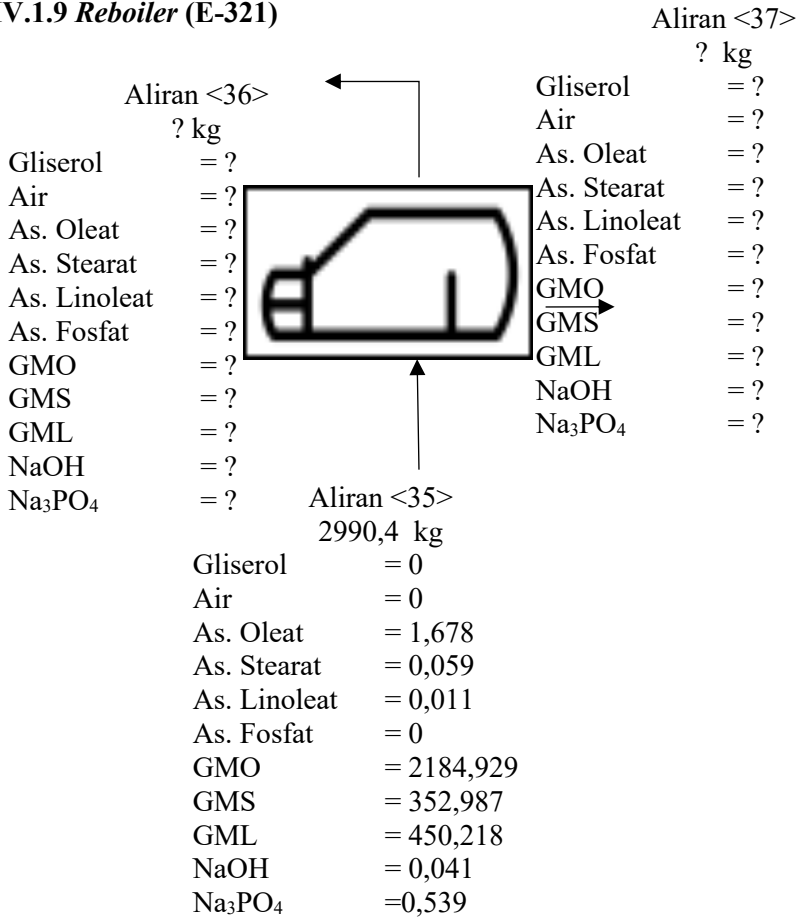 IV.1.9 Reboiler (E-321)
Aliran <36>
? kg
Gliserol = ?
Air = ?
As. Oleat = ?
As. Stearat = ?
As. Linoleat = ?
As. Fosfat = ?
GMO = ?
GMS = ?
GML = ?
NaOH = ?
Na₃PO₄ = ?
Aliran <37>
? kg
Gliserol = ?
Air = ?
As. Oleat = ?
As. Stearat = ?
As. Linoleat = ?
As. Fosfat = ?
GMO = ?
GMS = ?
GML = ?
NaOH = ?
Na₃PO₄ = ?
Aliran <35>
2990,4 kg
Gliserol = 0
Air = 0
As. Oleat = 1,678
As. Stearat = 0,059
As. Linoleat = 0,011
As. Fosfat = 0
GMO = 2184,929
GMS = 352,987
GML = 450,218
NaOH = 0,041
Na₃PO₄ =0,539